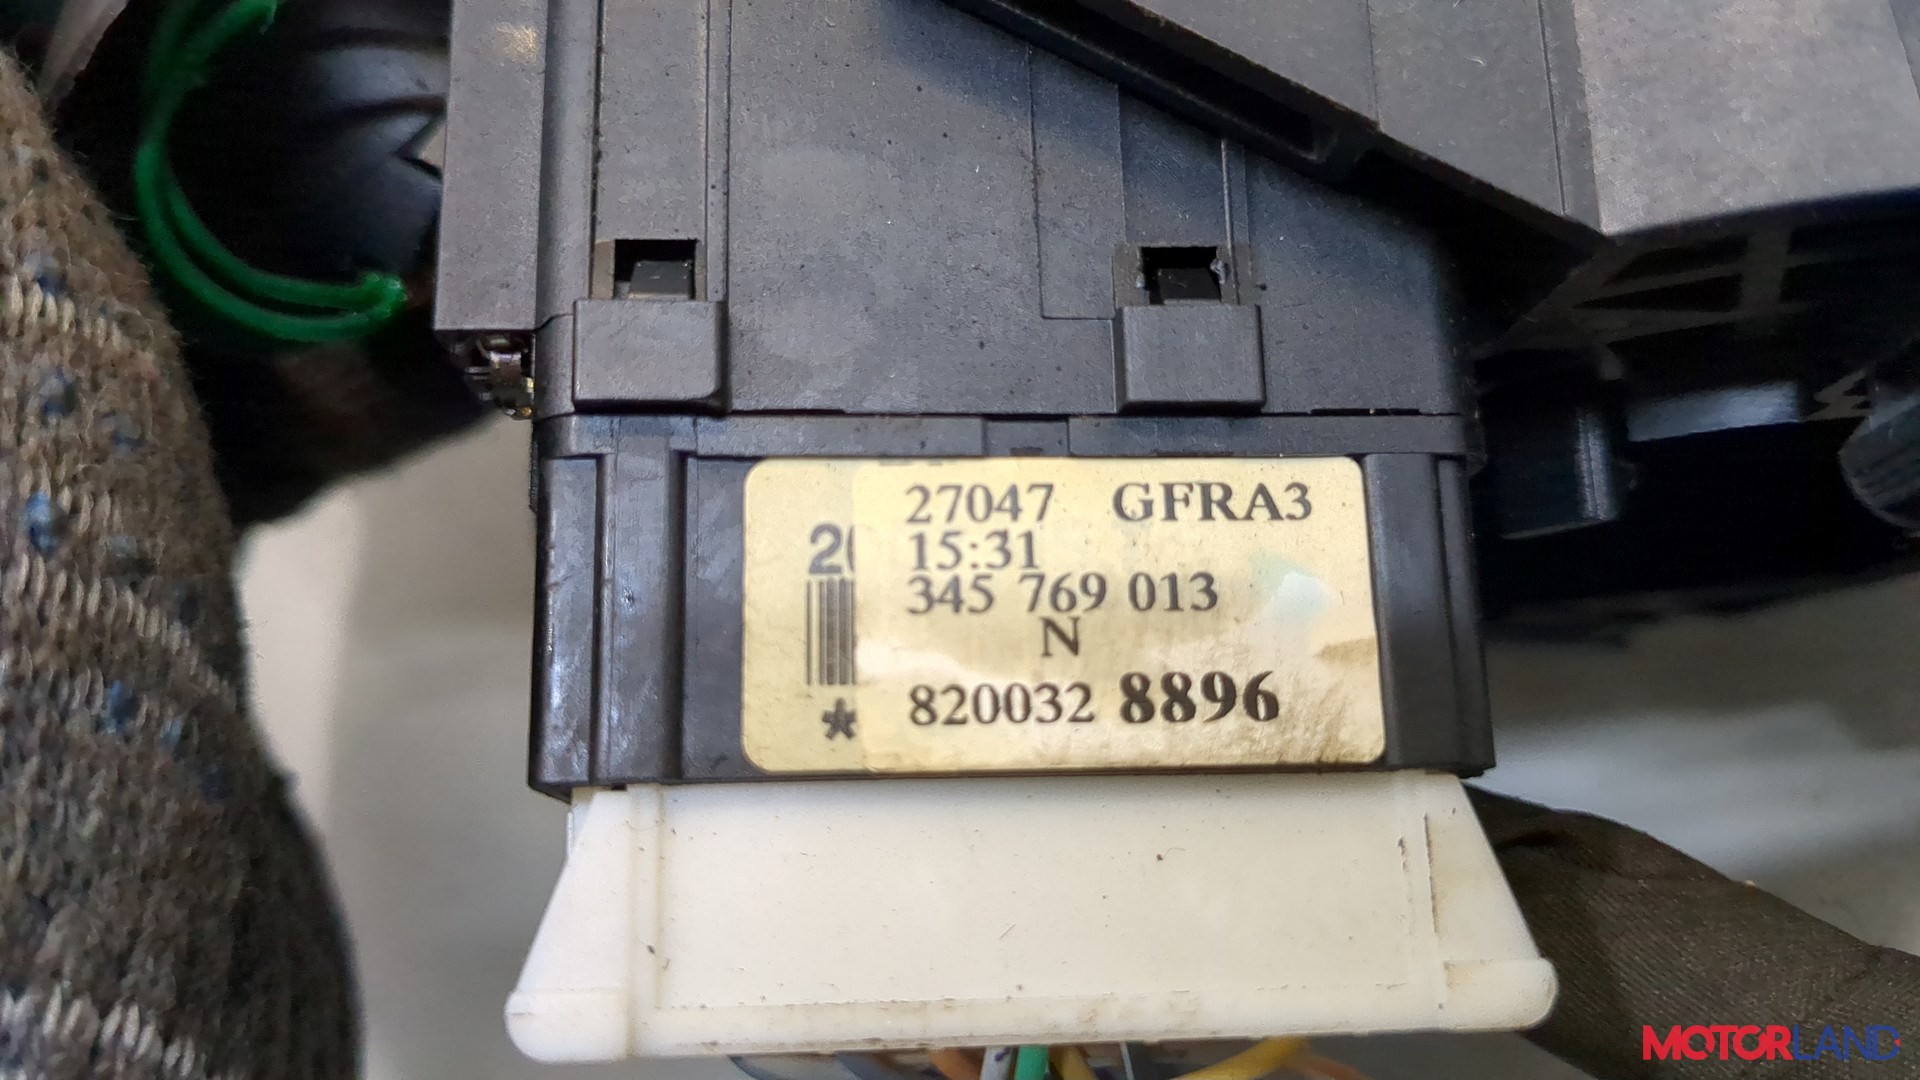 27047 GFRA3
15:31
345 769 013
N
820032 8896
*
MOTORLAND